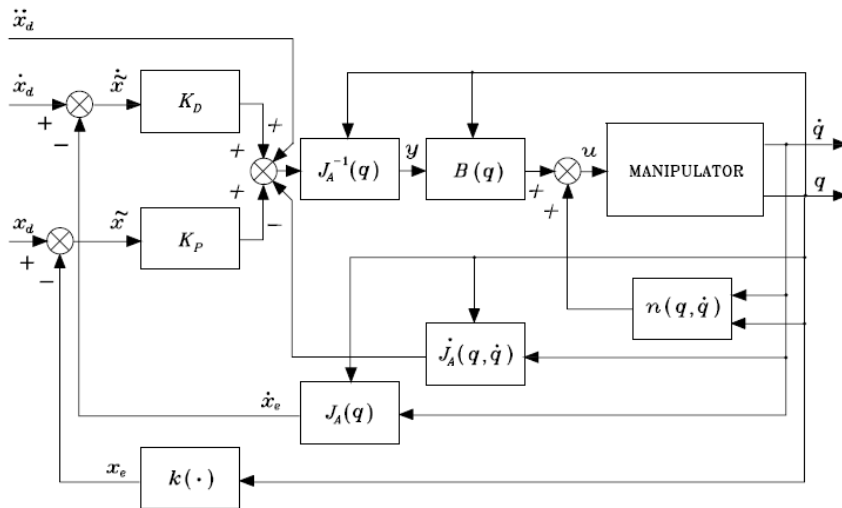 ẍ_d
ẋ_d
+
−
x̃̇
K_D
+
+
+
−
J_A^{-1}(q)
y
B(q)
+
+
u
MANIPULATOR
q̇
q
x_d
+
−
x̃
K_P
n(q, q̇)
J̇_A(q, q̇)
ẋ_e
J_A(q)
x_e
k(·)